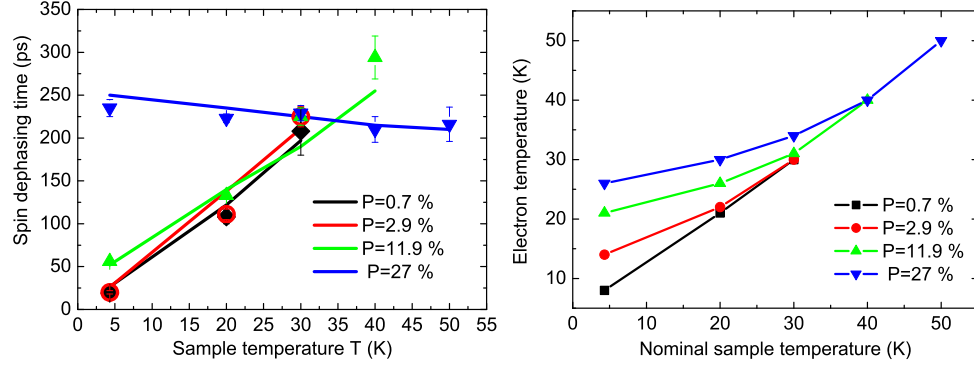 Spin dephasing time (ps)
350
300
250
200
150
100
50
0
0 5 10 15 20 25 30 35 40 45 50 55
Sample temperature T (K)
P=0.7 %
P=2.9 %
P=11.9 %
P=27 %
Electron temperature (K)
50
40
30
20
10
0 10 20 30 40 50
Nominal sample temperature (K)
P=0.7 %
P=2.9 %
P=11.9 %
P=27 %